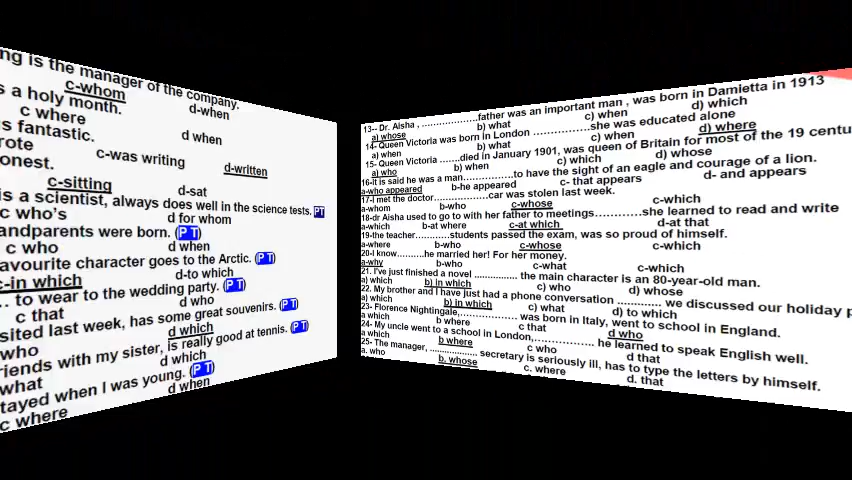 ng is the manager of the company.
c-whom d-when
s a holy month.
c where d when
is fantastic.
rote c-was writing d-written
onest.
c-sitting d-sat
is a scientist, always does well in the science tests. PT
c who's d for whom
andparents were born. (PT)
c who d when
avourite character goes to the Arctic. (PT)
c-in which d-to which
.. to wear to the wedding party. (PT)
c that d who
sited last week, has some great souvenirs. (PT)
who d which
riends with my sister, is really good at tennis. (PT)
what d which
tayed when I was young. (PT)
c where d when
13-- Dr. Aisha , ………………..father was an important man , was born in Damietta in 1913
a) whose b) what c) when d) which
14- Queen Victoria was born in London ……………she was educated alone
a) when b) what c) when d) where
15- Queen Victoria …….died in January 1901, was queen of Britain for most of the 19 centu
a) who b) when c) which d) whose
16-It is said he was a man……………to have the sight of an eagle and courage of a lion.
a-who appeared b-he appeared c- that appears d- and appears
17-I met the doctor………………..car was stolen last week.
a-whom b-who c-whose c-which
18-dr Aisha used to go to with her father to meetings…………she learned to read and write
a-which b-at where c-at which d-at that
19-the teacher………..students passed the exam, was so proud of himself.
a-where b-who c-whose c-which
20-I know………..he married her! For her money.
a-why b-who c-what c-which
21. I've just finished a novel ................ the main character is an 80-year-old man.
a) which b) in which c) who d) whose
22. My brother and I have just had a phone conversation ................ we discussed our holiday p
a) which b) in which c) what d) to which
23- Florence Nightingale,……………… was born in Italy, went to school in England.
a which b where c that d who
24- My uncle went to a school in London,……………… he learned to speak English well.
a which b where c who d that
25- The manager, .................. secretary is seriously ill, has to type the letters by himself.
a. who b. whose c. where d. that